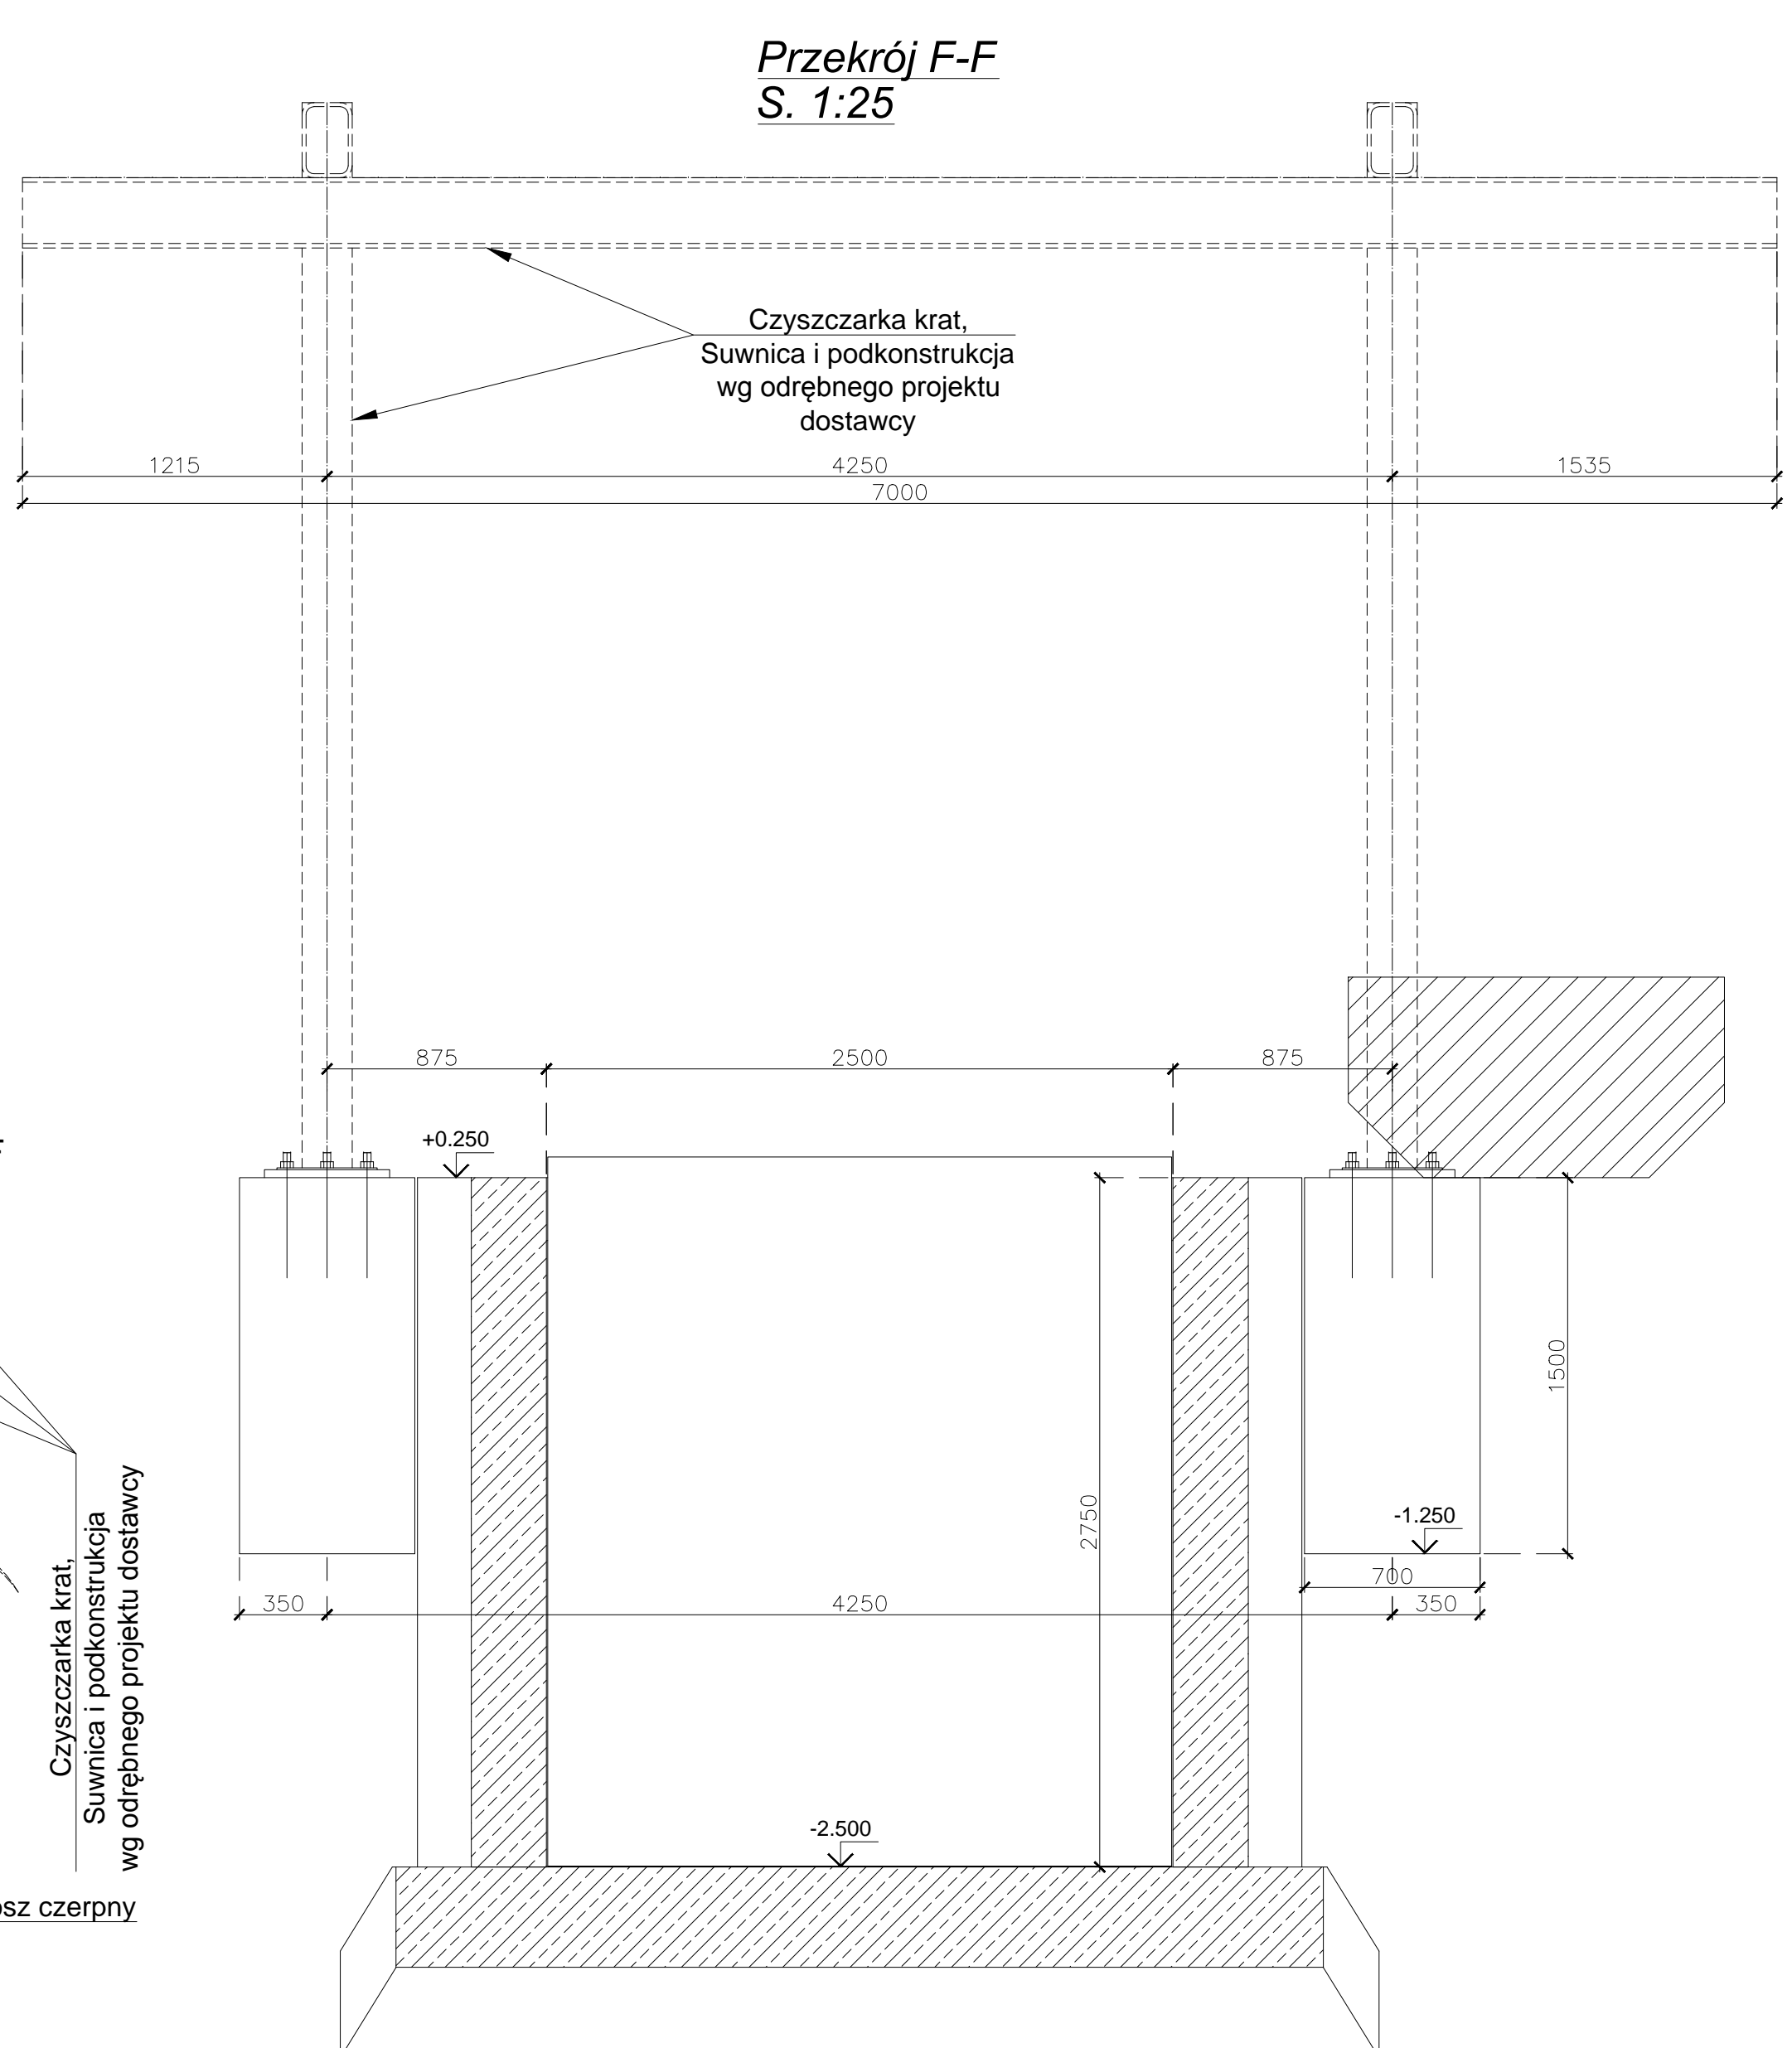 Przekrój F-F
S. 1:25
Czyszczarka krat,
Suwnica i podkonstrukcja
wg odrębnego projektu
dostawcy
1215
4250
1535
7000
875
2500
875
+0.250
1500
2750
-1.250
700
350
4250
350
-2.500
Czyszczarka krat,
Suwnica i podkonstrukcja
wg odrębnego projektu dostawcy
czerpny